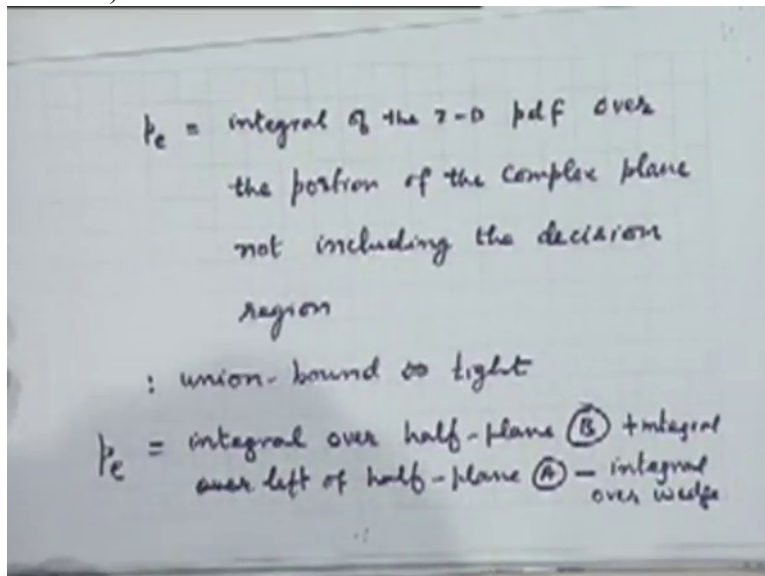 Pe = integral of the 2-D pdf over
the portion of the complex plane
not including the decision
region
: union-bound is tight
Pe = integral over half-plane (B) + integral
over left of half-plane (A) - integral
over wedge